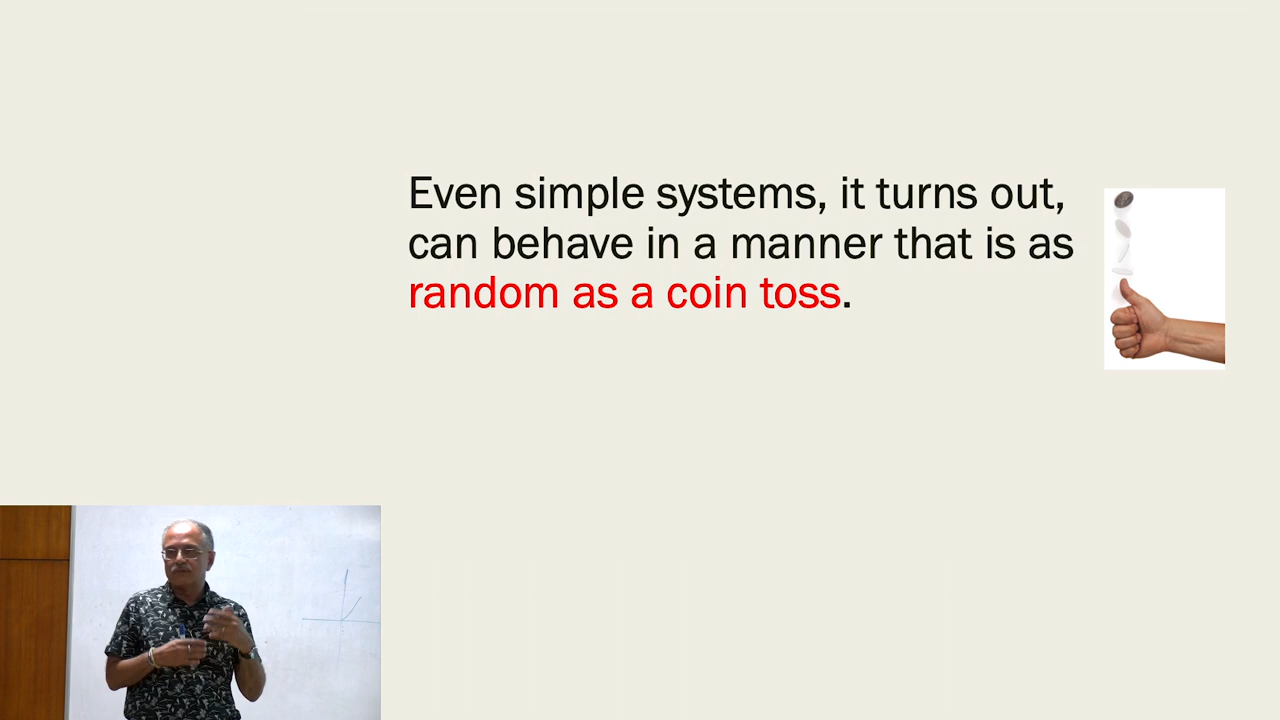 Even simple systems, it turns out,
can behave in a manner that is as
random as a coin toss.